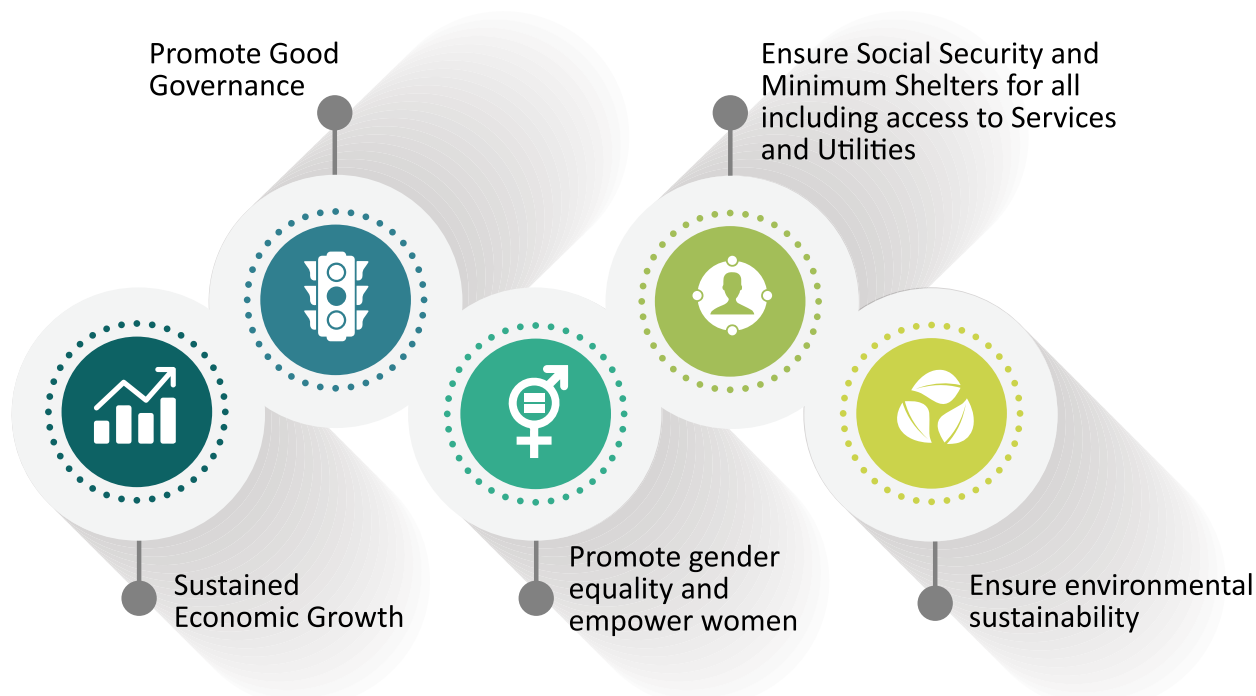 Promote Good
Governance
Ensure Social Security and
Minimum Shelters for all
including access to Services
and Utilities
Sustained
Economic Growth
Promote gender
equality and
empower women
Ensure environmental
sustainability